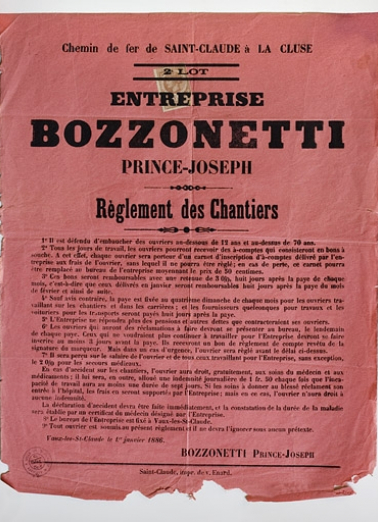 Chemin de fer de SAINT-CLAUDE à LA CLUSE
2 LOT
ENTREPRISE
BOZZONETTI
PRINCE-JOSEPH
Règlement des Chantiers
1° Il est défendu d'embaucher des ouvriers au-dessous de 12 ans et au-dessus de 70 ans.
2° Tous les jours de travail, les ouvriers pourront recevoir des à-comptes qui consisteront en bons à
souche. A cet effet, chaque ouvrier sera porteur d'un carnet d'inscription d'à-comptes délivré par l'en-
treprise aux frais de l'ouvrier, sans lequel il ne pourra être réglé; en cas de perte, ce carnet pourra
être remplacé au bureau de l'entreprise moyennant le prix de 50 centimes.
3° Ces bons seront remboursables avec une retenue de 3 0/0, huit jours après la paye de chaque
mois, c'est-à-dire que ceux délivrés en janvier seront remboursables huit jours après la paye du mois
de février et ainsi de suite.
4° Sauf avis contraire, la paye est fixée au quatrième dimanche de chaque mois pour les ouvriers tra-
vaillant sur les chantiers et dans les carrières; et les fournisseurs quelconques pour travaux et les
voituriers pour les transports seront payés huit jours après la paye.
5° L'Entreprise ne répondra plus des pensions et autres dettes que contracteraient ses ouvriers.
6° Les ouvriers qui auront des réclamations à faire devront se présenter au bureau, le lendemain
de chaque paye. Ceux qui ne voudraient plus continuer à travailler pour l'Entreprise devront se faire
inscrire au moins 3 jours avant la paye. Ils recevront un bon de règlement de compte revêtu de la
signature du marqueur. Mais dans un cas d'urgence, l'ouvrier sera réglé avant le délai ci-dessus.
7° Il sera perçu sur le salaire de l'ouvrier et de tous ceux travaillant pour l'Entreprise, sans exception,
le 2 0/0 pour les secours médicaux.
En cas d'accident sur les chantiers, l'ouvrier aura droit, gratuitement, aux soins du médecin et aux
médicaments; il lui sera, en outre, alloué une indemnité journalière de 1 fr. 50 chaque fois que l'inca-
pacité de travail aura au moins une durée de sept jours. Si les soins à donner au blessé réclament son
entrée à l'hôpital, les frais en seront supportés par l'Entreprise; mais en ce cas, l'ouvrier n'aura droit à
aucune indemnité.
La déclaration d'accident devra être faite immédiatement, et la constatation de la durée de la maladie
sera établie par un certificat du médecin désigné par l'Entreprise.
8° Le bureau de l'Entreprise est fixé à Vaux-lès-St-Claude.
9° Tout ouvrier est soumis au présent règlement et il ne devra l'ignorer sous aucun prétexte.
Vaux-lès-St-Claude le 1er janvier 1888.
BOZZONETTI PRINCE-JOSEPH
Saint-Claude, impr. de v. Enard.